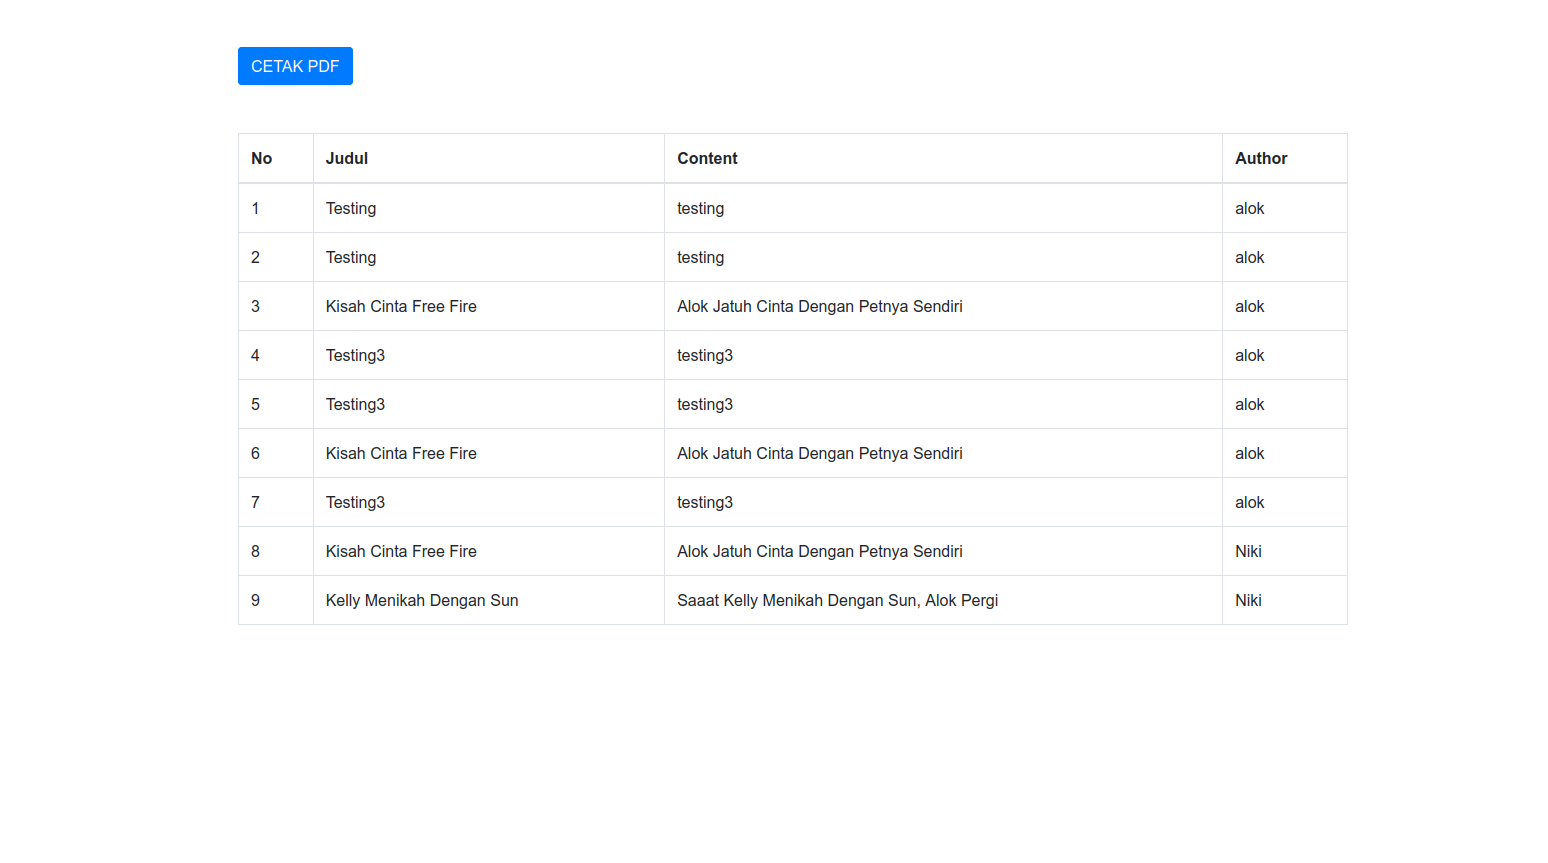 CETAK PDF
No Judul Content Author
1 Testing testing alok
2 Testing testing alok
3 Kisah Cinta Free Fire Alok Jatuh Cinta Dengan Petnya Sendiri alok
4 Testing3 testing3 alok
5 Testing3 testing3 alok
6 Kisah Cinta Free Fire Alok Jatuh Cinta Dengan Petnya Sendiri alok
7 Testing3 testing3 alok
8 Kisah Cinta Free Fire Alok Jatuh Cinta Dengan Petnya Sendiri Niki
9 Kelly Menikah Dengan Sun Saaat Kelly Menikah Dengan Sun, Alok Pergi Niki